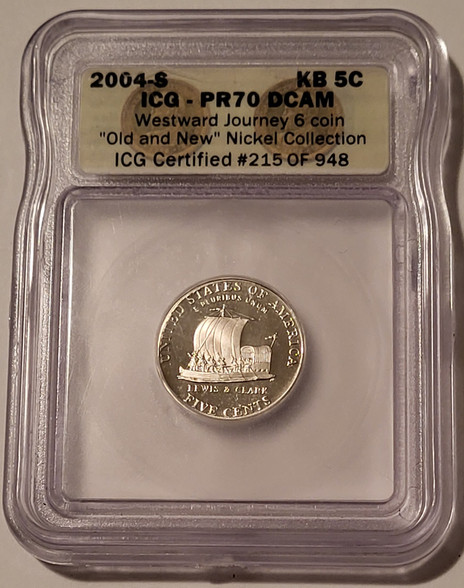 2004-S KB 5C
ICG - PR70 DCAM
Westward Journey 6 coin
"Old and New" Nickel Collection
ICG Certified #215 OF 948
UNITED STATES OF AMERICA
E PLURIBUS UNUM
LEWIS & CLARK
FIVE CENTS